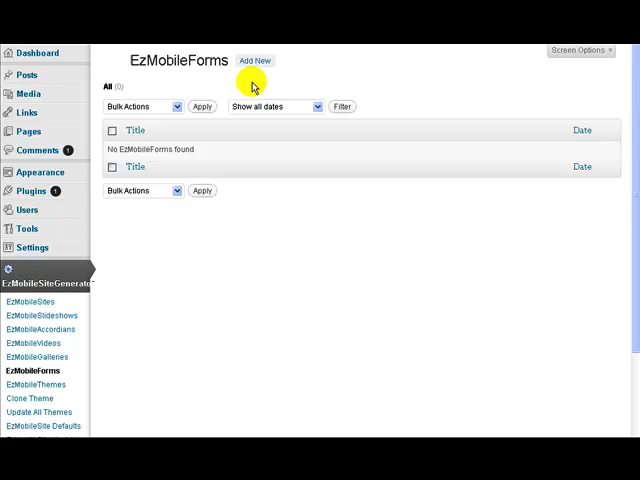 Dashboard
Posts
Media
Links
Pages
Comments 1
Appearance
Plugins 1
Users
Tools
Settings
EzMobileSiteGenerator
EzMobileSites
EzMobileSlideshows
EzMobileAccordians
EzMobileVideos
EzMobileGalleries
EzMobileForms
EzMobileThemes
Clone Theme
Update All Themes
EzMobileSite Defaults
Screen Options
EzMobileForms Add New
All (0)
Bulk Actions Apply Show all dates Filter
Title Date
No EzMobileForms found
Title Date
Bulk Actions Apply